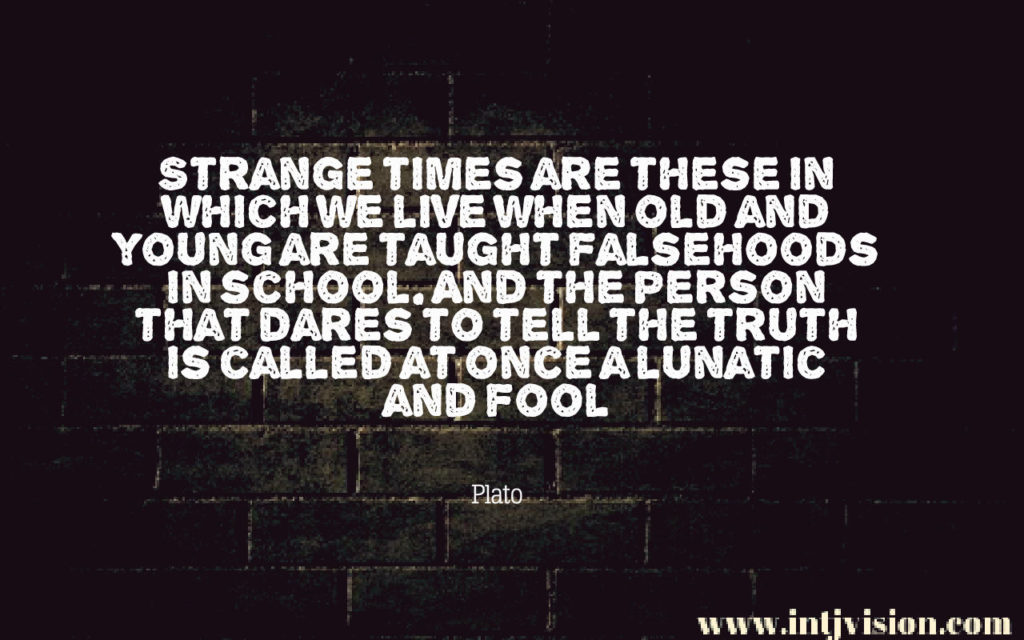 STRANGE TIMES ARE THESE IN
WHICH WE LIVE WHEN OLD AND
YOUNG ARE TAUGHT FALSEHOODS
IN SCHOOL. AND THE PERSON
THAT DARES TO TELL THE TRUTH
IS CALLED AT ONCE A LUNATIC
AND FOOL
Plato
www.intjvision.com